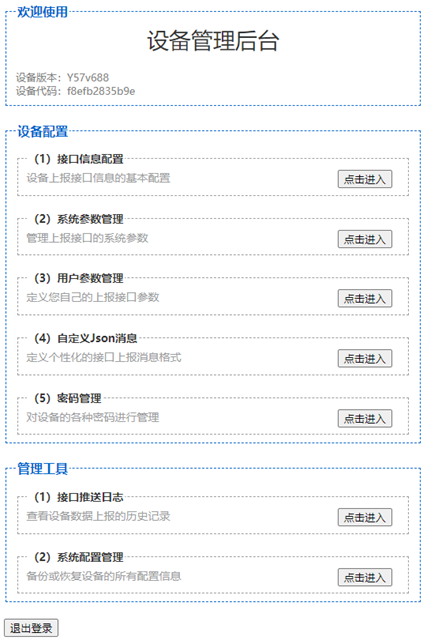 欢迎使用
设备管理后台
设备版本：Y57v688
设备代码：f8efb2835b9e
设备配置
（1）接口信息配置
设备上报接口信息的基本配置
点击进入
（2）系统参数管理
管理上报接口的系统参数
点击进入
（3）用户参数管理
定义您自己的上报接口参数
点击进入
（4）自定义Json消息
定义个性化的接口上报消息格式
点击进入
（5）密码管理
对设备的各种密码进行管理
点击进入
管理工具
（1）接口推送日志
查看设备数据上报的历史记录
点击进入
（2）系统配置管理
备份或恢复设备的所有配置信息
点击进入
退出登录